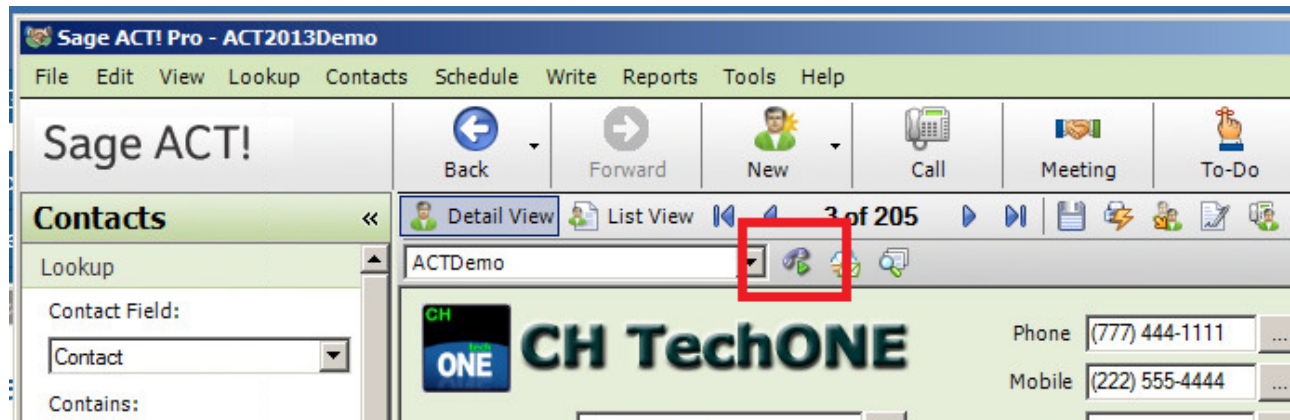 Sage ACT! Pro - ACT2013Demo
File Edit View Lookup Contacts Schedule Write Reports Tools Help
Sage ACT!
Back Forward New Call Meeting To-Do
Contacts «
Detail View List View 3 of 205
Lookup
ACTDemo
Contact Field:
Contact
Contains:
CH
tech
ONE
CH TechONE
Phone (777) 444-1111 ...
Mobile (222) 555-4444 ...